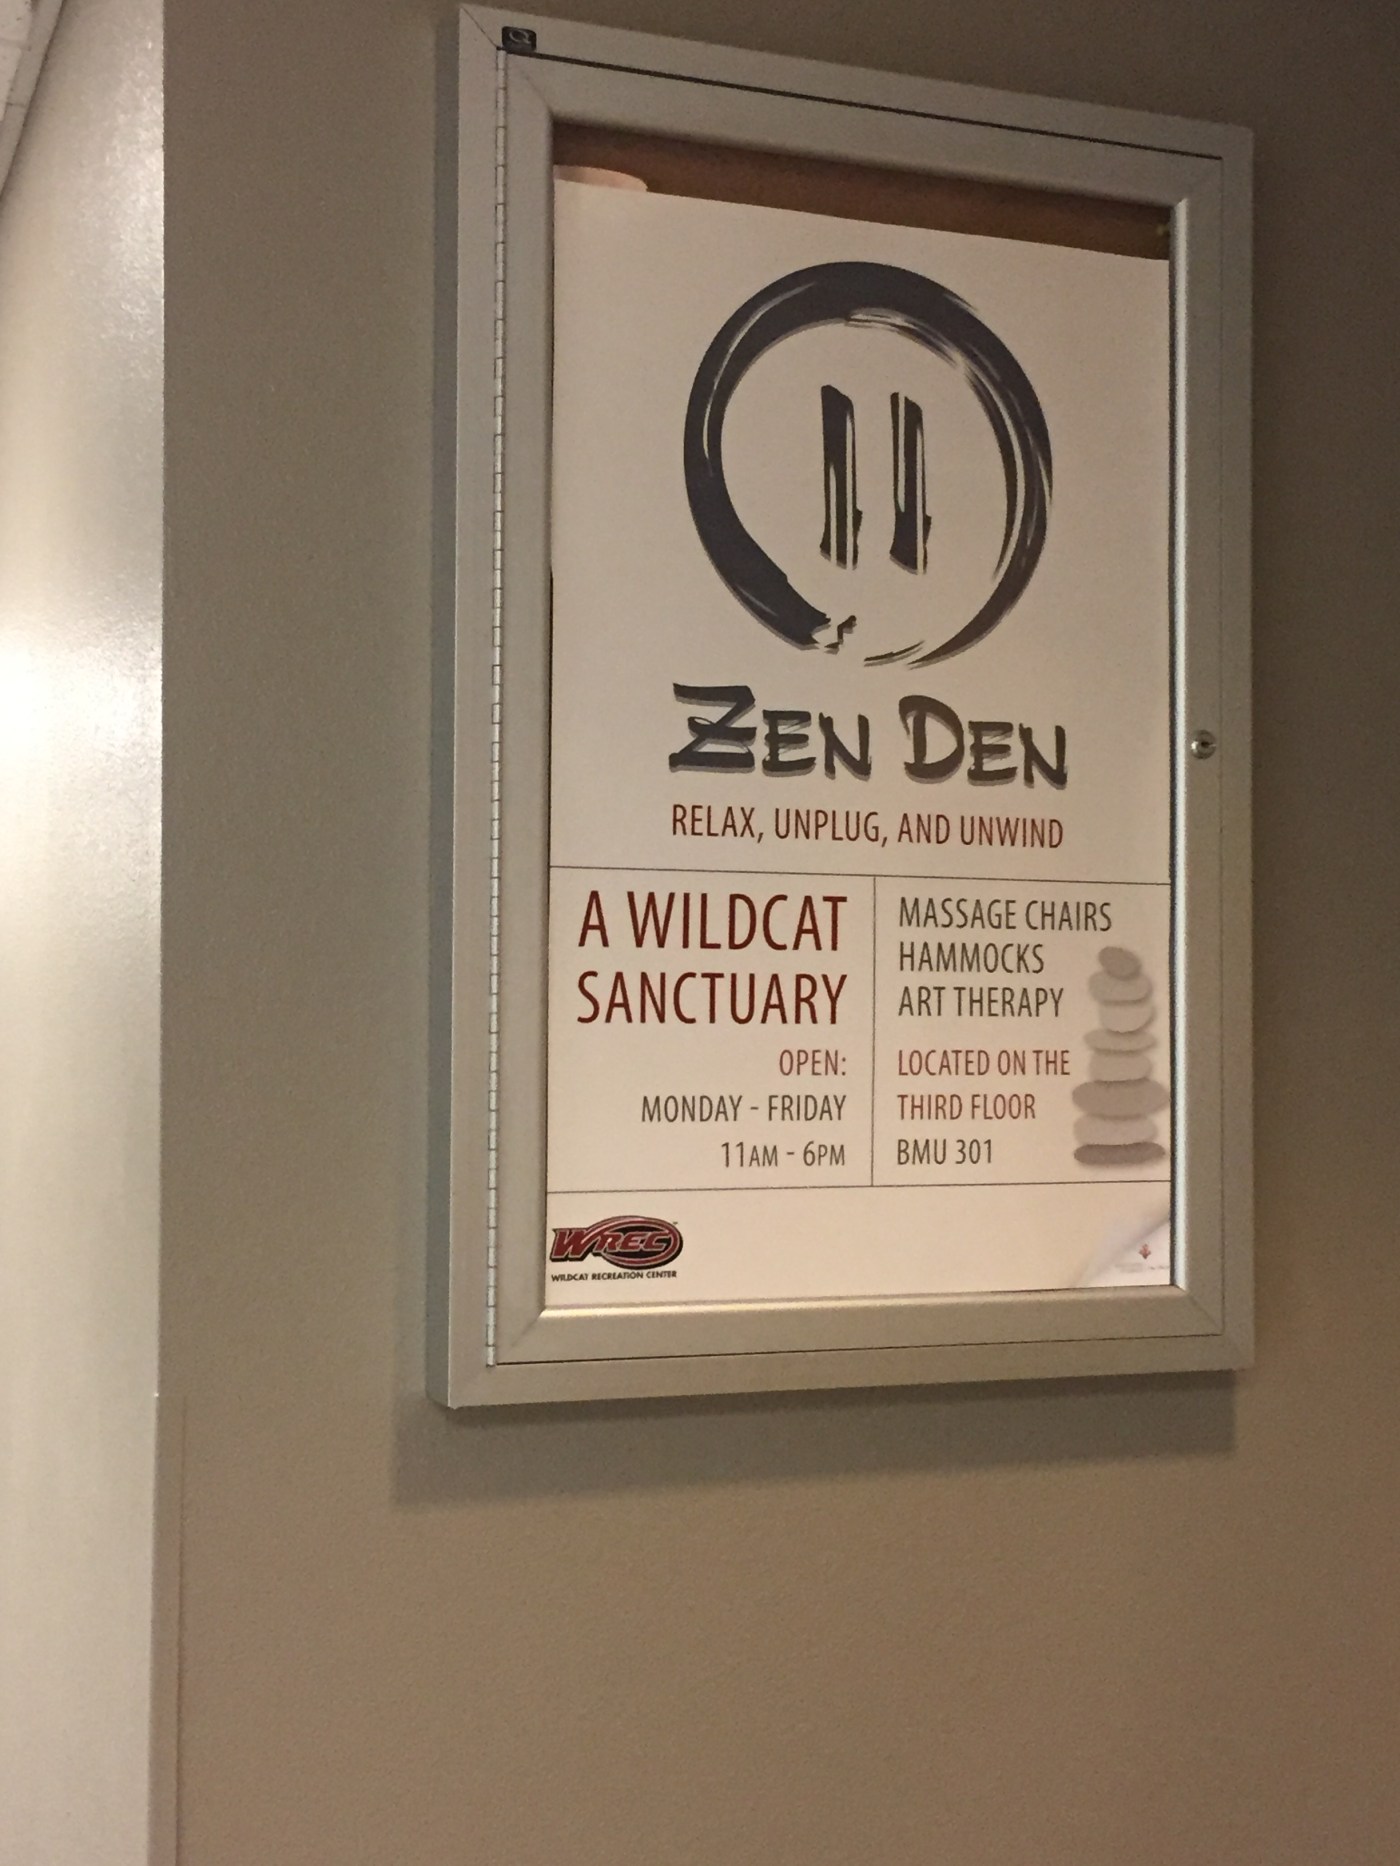 ZEN DEN
RELAX, UNPLUG, AND UNWIND
A WILDCAT
SANCTUARY
OPEN:
MONDAY - FRIDAY
11AM - 6PM
MASSAGE CHAIRS
HAMMOCKS
ART THERAPY
LOCATED ON THE
THIRD FLOOR
BMU 301
WREC
WILDCAT RECREATION CENTER